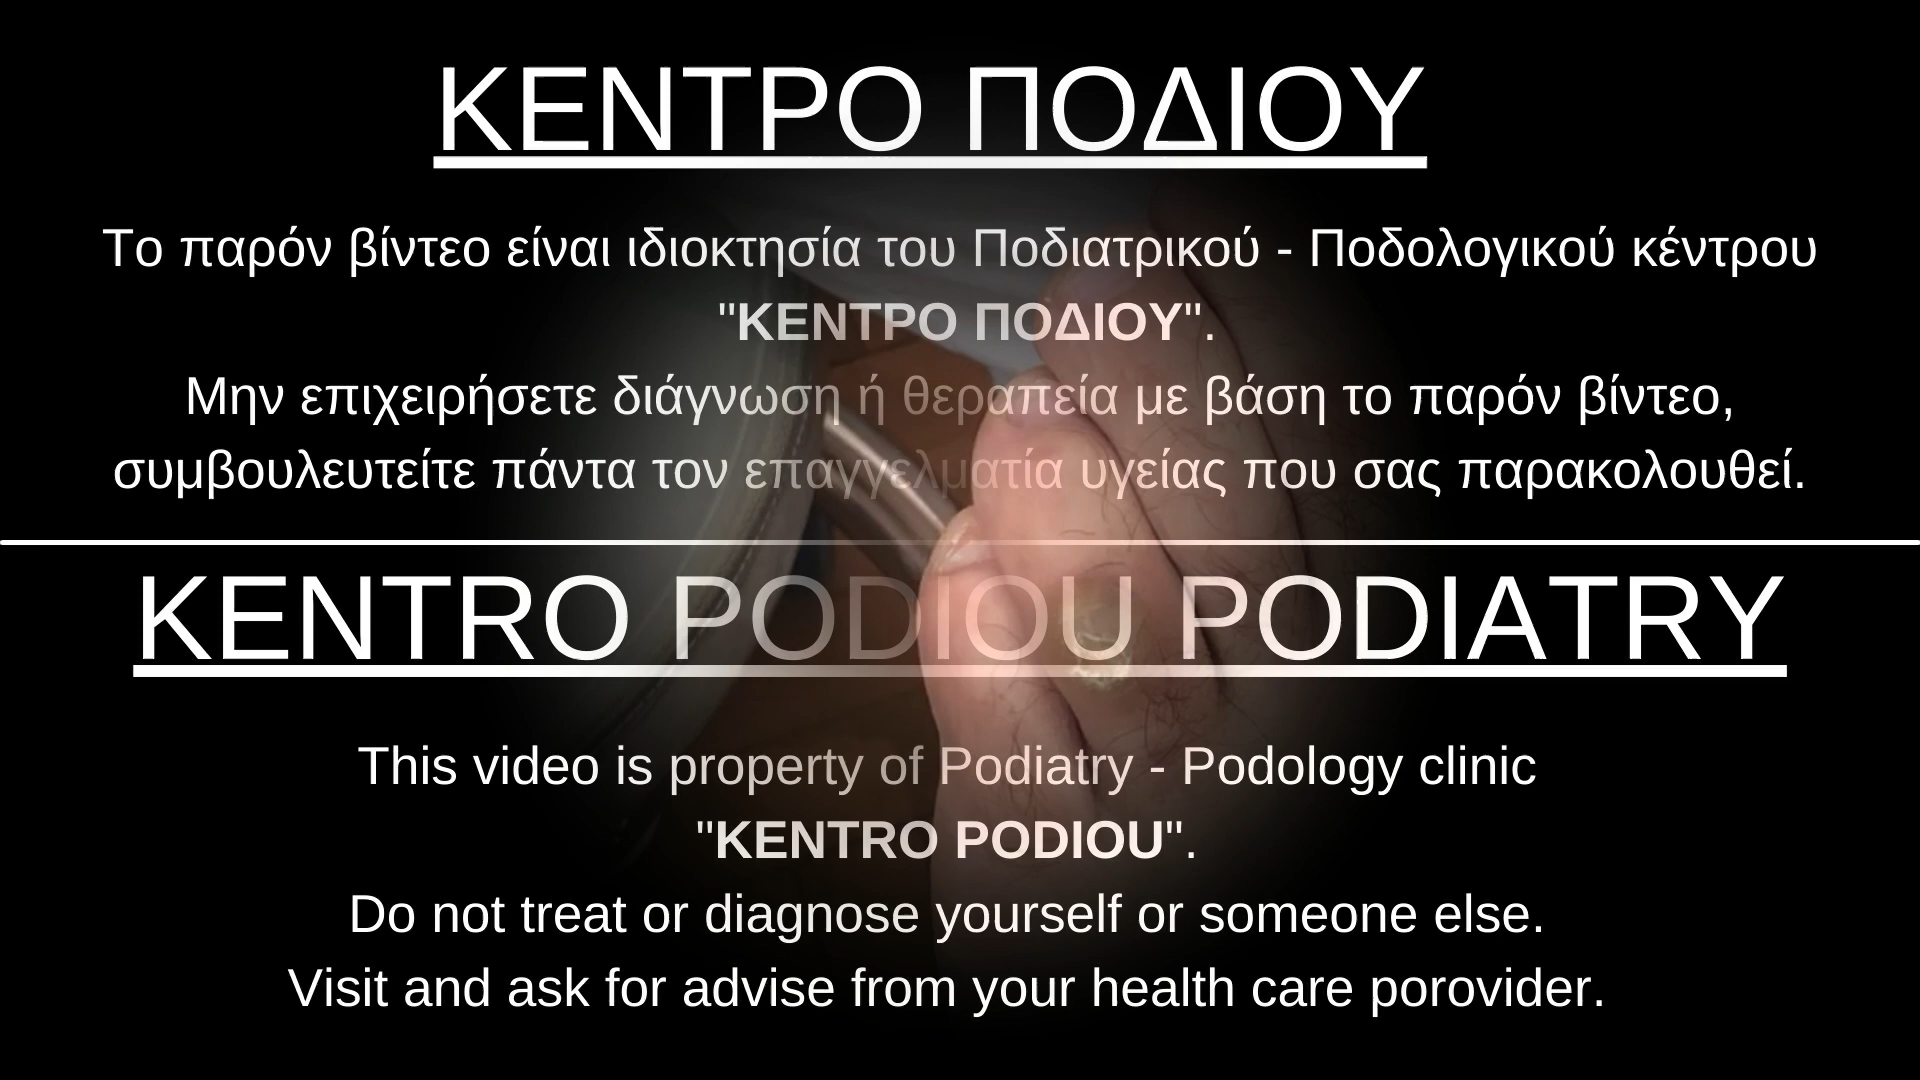 ΚΕΝΤΡΟ ΠΟΔΙΟΥ
Το παρόν βίντεο είναι ιδιοκτησία του Ποδιατρικού - Ποδολογικού κέντρου
"ΚΕΝΤΡΟ ΠΟΔΙΟΥ".
Μην επιχειρήσετε διάγνωση ή θεραπεία με βάση το παρόν βίντεο,
συμβουλευτείτε πάντα τον επαγγελματία υγείας που σας παρακολουθεί.
KENTRO PODIOU PODIATRY
This video is property of Podiatry - Podology clinic
"KENTRO PODIOU".
Do not treat or diagnose yourself or someone else.
Visit and ask for advise from your health care porovider.